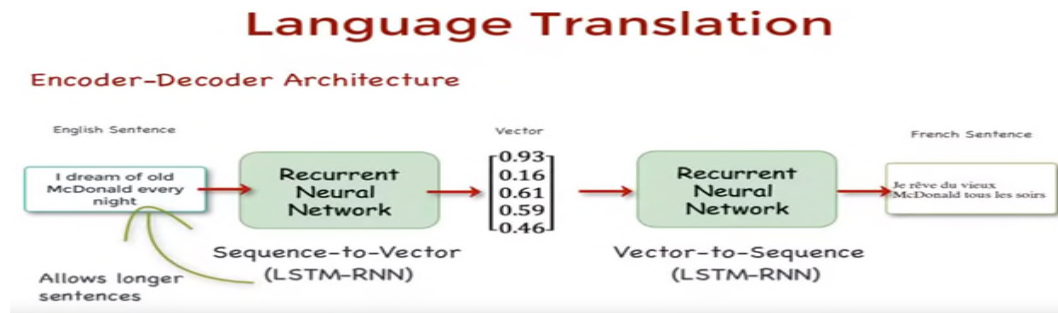 Language Translation
Encoder-Decoder Architecture
English Sentence
Vector
French Sentence
I dream of old
McDonald every
night
Recurrent
Neural
Network
0.93
0.16
0.61
0.59
0.46
Recurrent
Neural
Network
Je rêve du vieux
McDonald tous les soirs
Sequence-to-Vector
(LSTM-RNN)
Vector-to-Sequence
(LSTM-RNN)
Allows longer
sentences